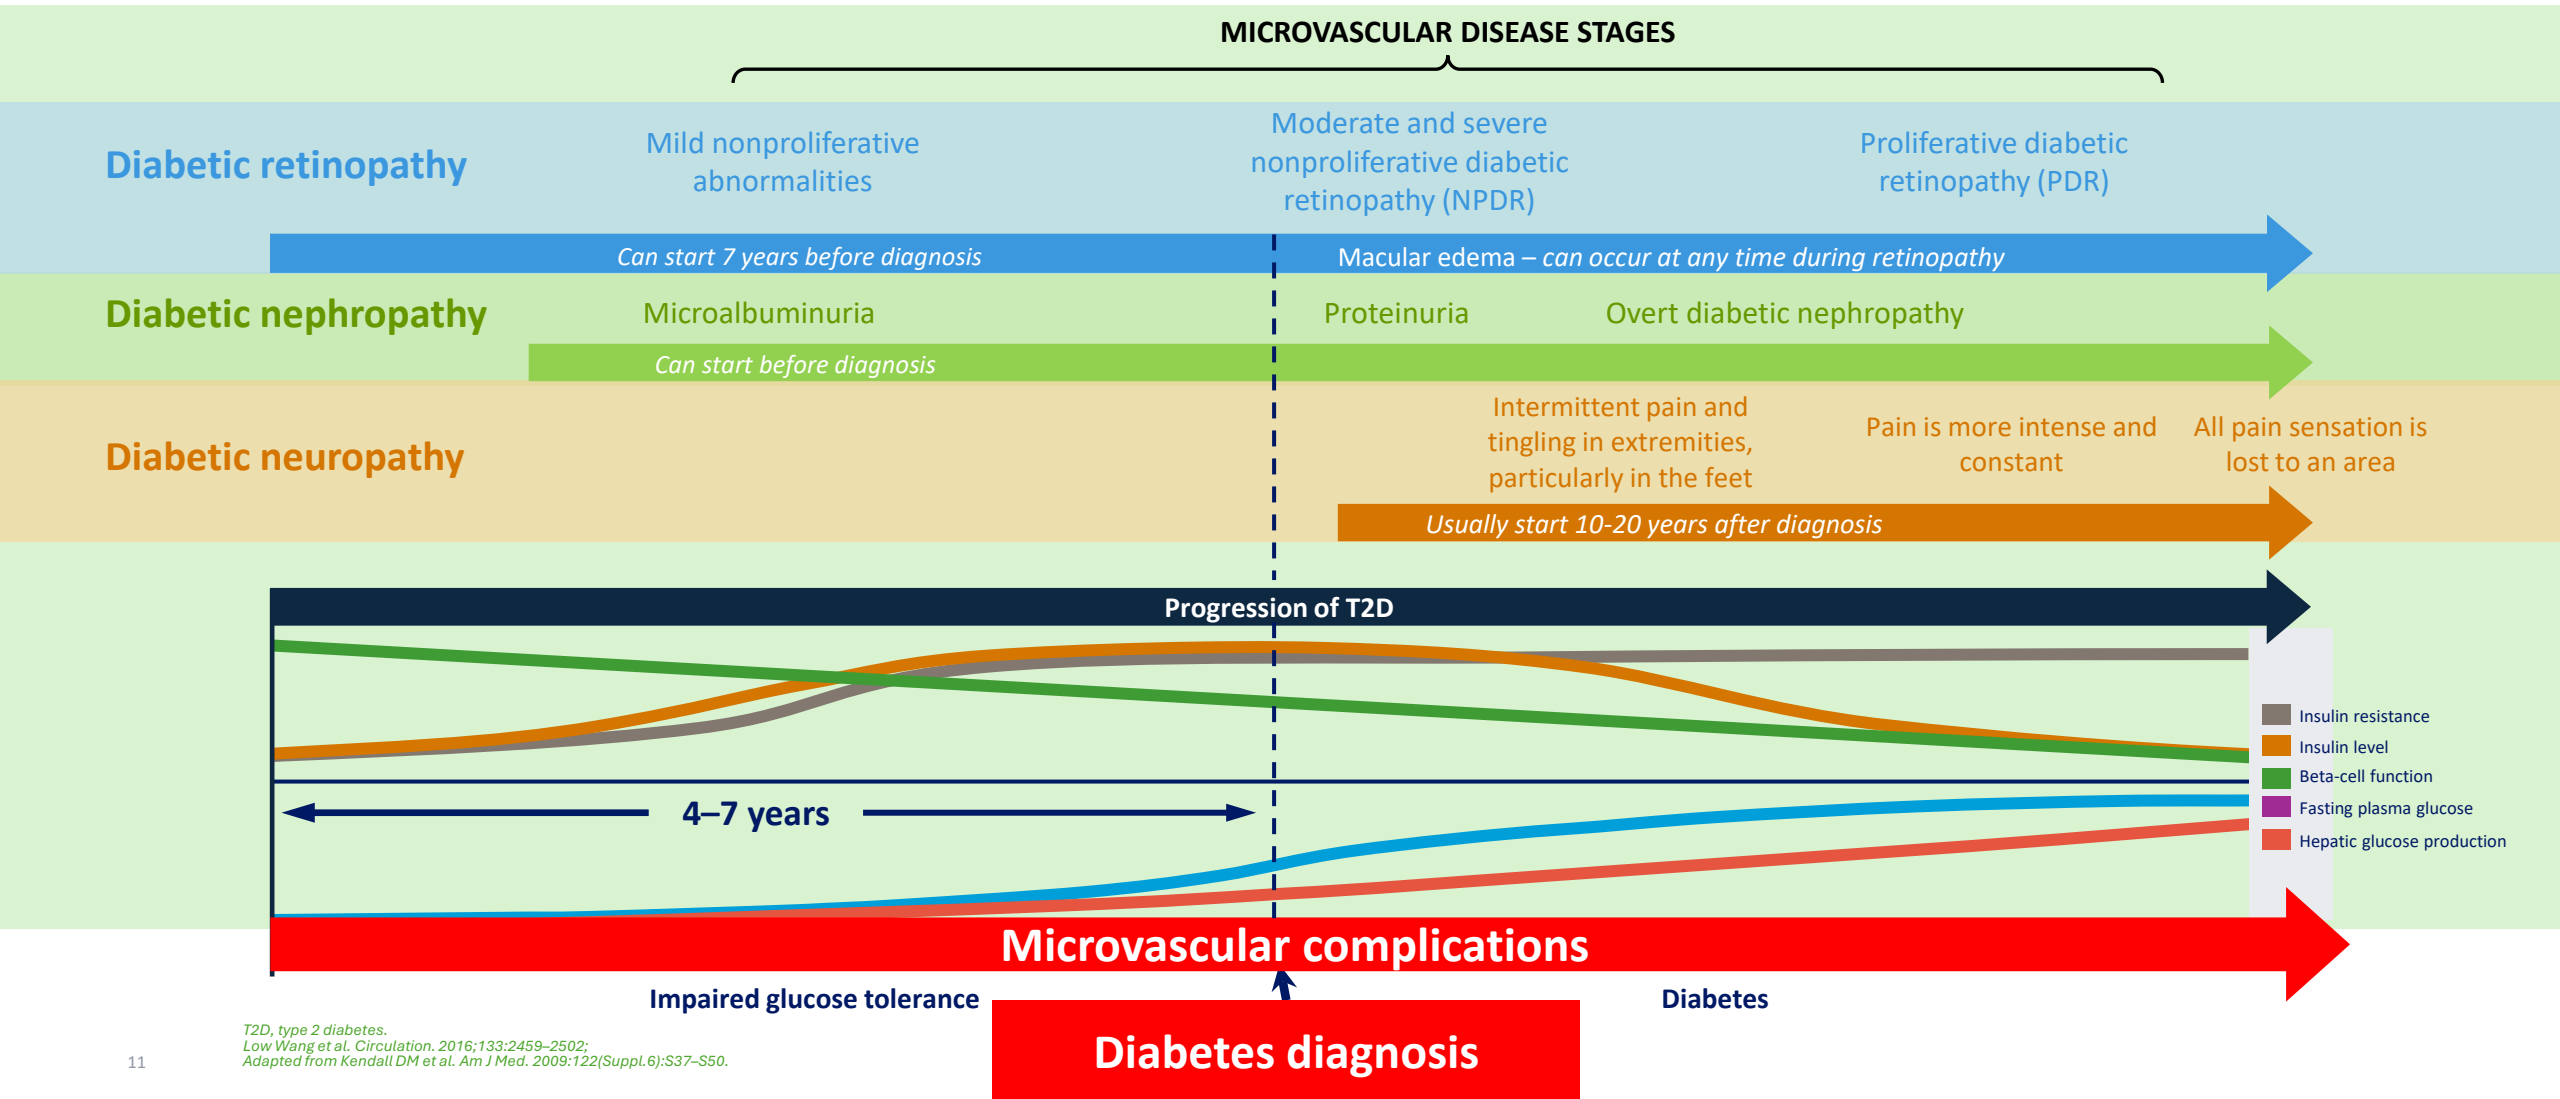 MICROVASCULAR DISEASE STAGES
Diabetic retinopathy
Mild nonproliferative
abnormalities
Moderate and severe
nonproliferative diabetic
retinopathy (NPDR)
Proliferative diabetic
retinopathy (PDR)
Can start 7 years before diagnosis
Macular edema – can occur at any time during retinopathy
Diabetic nephropathy
Microalbuminuria
Proteinuria
Overt diabetic nephropathy
Can start before diagnosis
Diabetic neuropathy
Intermittent pain and
tingling in extremities,
particularly in the feet
Pain is more intense and
constant
All pain sensation is
lost to an area
Usually start 10-20 years after diagnosis
Progression of T2D
Insulin resistance
Insulin level
Beta-cell function
Fasting plasma glucose
Hepatic glucose production
4–7 years
Microvascular complications
Impaired glucose tolerance
Diabetes
Diabetes diagnosis
T2D, type 2 diabetes.
Low Wang et al. Circulation. 2016;133:2459–2502;
Adapted from Kendall DM et al. Am J Med. 2009:122(Suppl.6):S37–S50.
11